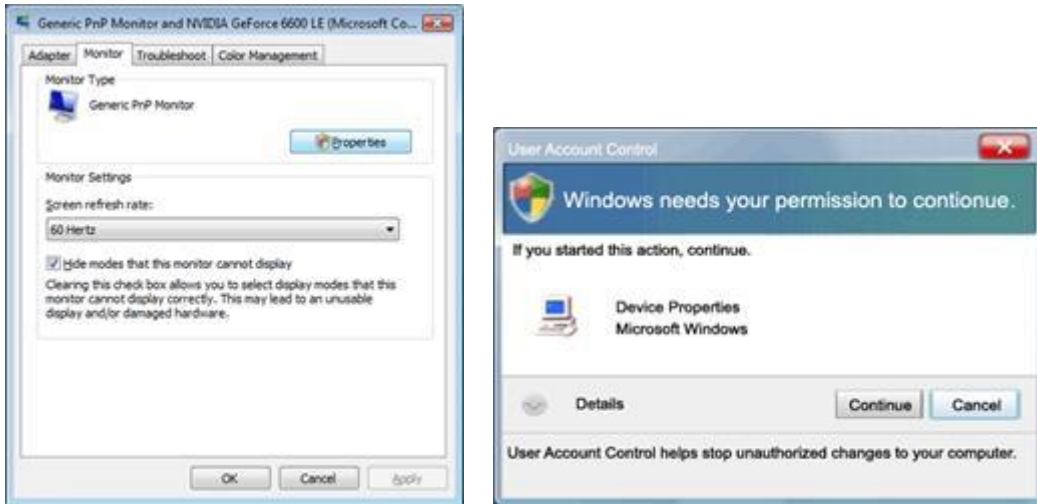 Generic PnP Monitor and NVIDIA GeForce 6600 LE (Microsoft Co...
Adapter Monitor Troubleshoot Color Management
Monitor Type
Generic PnP Monitor
Properties
Monitor Settings
Screen refresh rate:
60 Hertz
Hide modes that this monitor cannot display
Clearing this check box allows you to select display modes that this
monitor cannot display correctly. This may lead to an unusable
display and/or damaged hardware.
OK Cancel Apply
User Account Control
Windows needs your permission to contionue.
If you started this action, continue.
Device Properties
Microsoft Windows
Details Continue Cancel
User Account Control helps stop unauthorized changes to your computer.